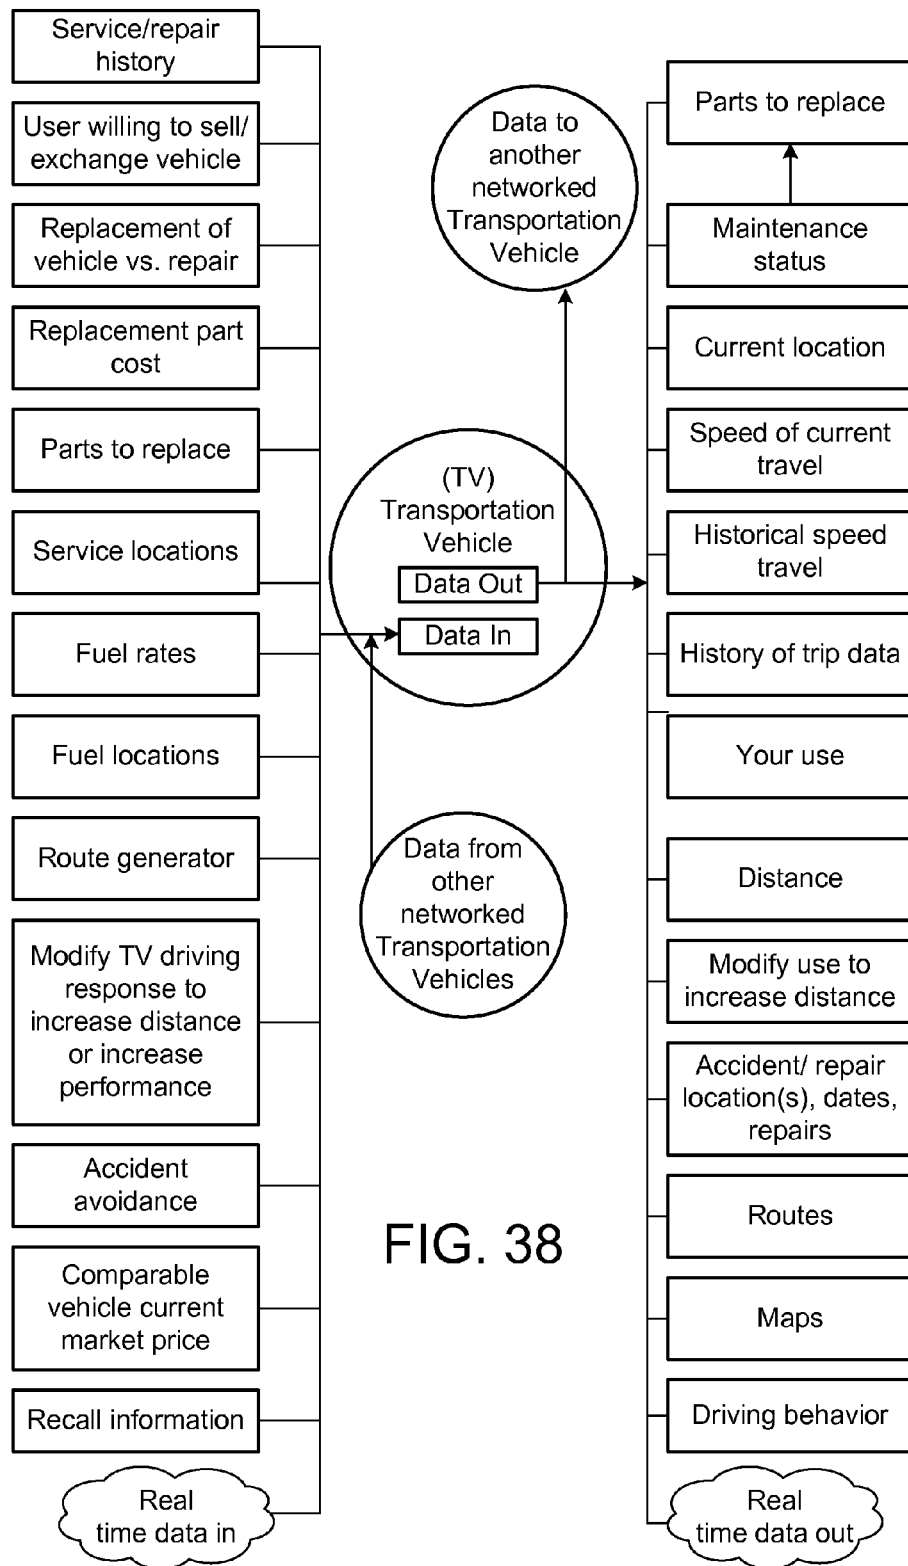 Service/repair
history
User willing to sell/
exchange vehicle
Replacement of
vehicle vs. repair
Replacement part
cost
Parts to replace
Service locations
Fuel rates
Fuel locations
Route generator
Modify TV driving
response to
increase distance
or increase
performance
Accident
avoidance
Comparable
vehicle current
market price
Recall information
Real
time data in
Data to
another
networked
Transportation
Vehicle
(TV)
Transportation
Vehicle
Data Out
Data In
Data from
other
networked
Transportation
Vehicles
FIG. 38
Parts to replace
Maintenance
status
Current location
Speed of current
travel
Historical speed
travel
History of trip data
Your use
Distance
Modify use to
increase distance
Accident/ repair
location(s), dates,
repairs
Routes
Maps
Driving behavior
Real
time data out